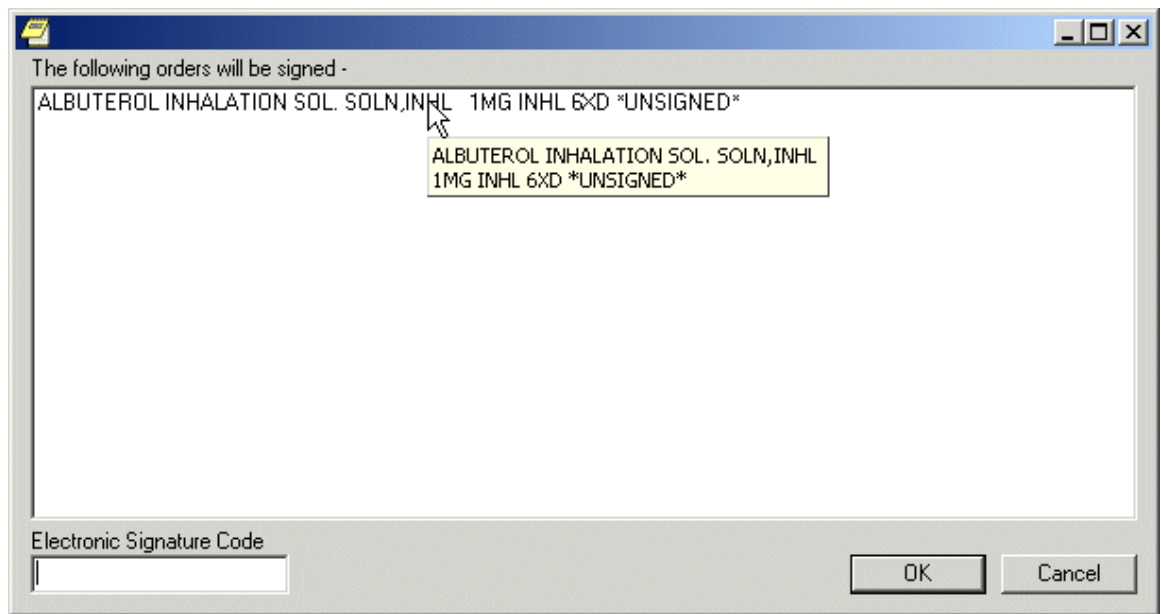 The following orders will be signed -
ALBUTEROL INHALATION SOL. SOLN,INHL   1MG INHL 6XD *UNSIGNED*
ALBUTEROL INHALATION SOL. SOLN,INHL
1MG INHL 6XD *UNSIGNED*
Electronic Signature Code
OK
Cancel